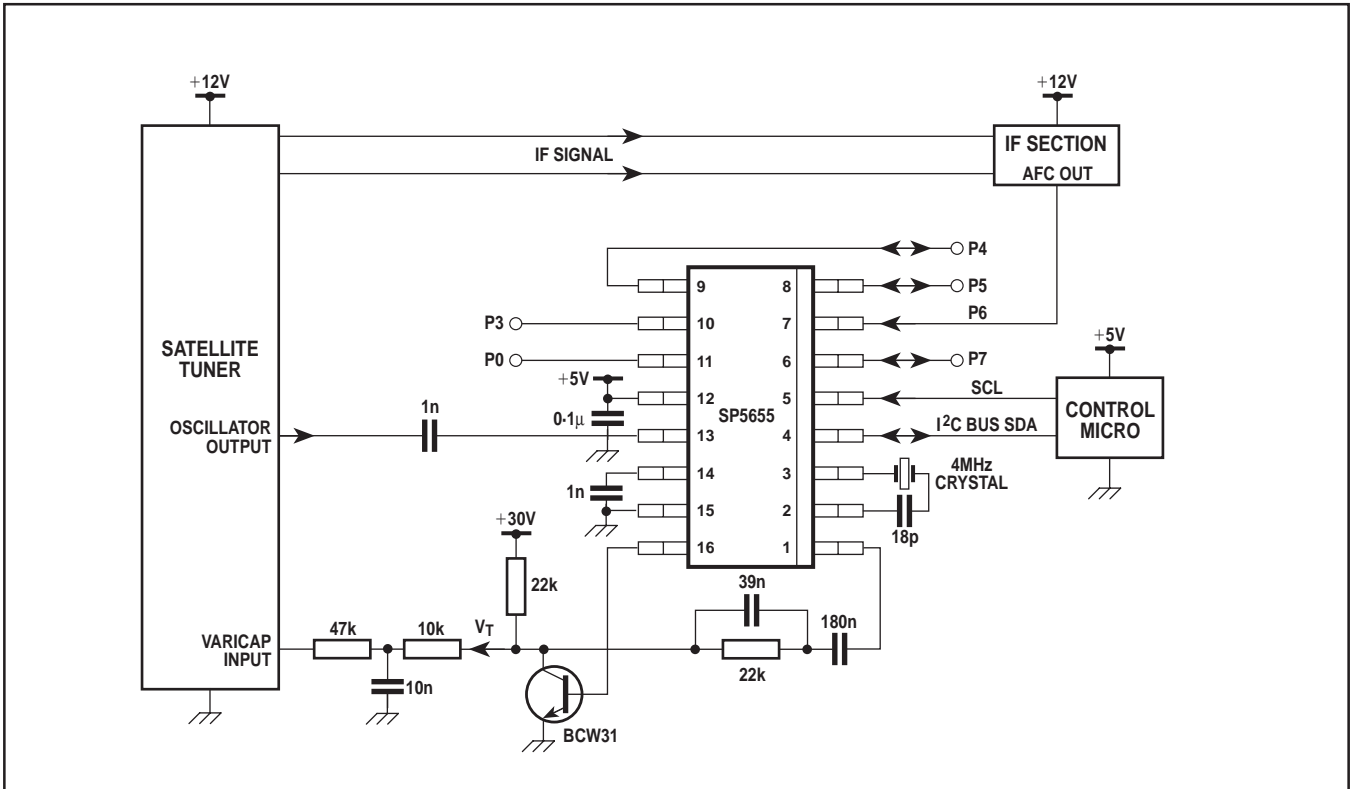 +12V
+12V
IF SIGNAL
IF SECTION
AFC OUT
P4
9
8
P5
P3
10
7
P6
+5V
SATELLITE
TUNER
P0
11
6
P7
+5V
12
SP5655
5
SCL
CONTROL
MICRO
1n
0·1μ
OSCILLATOR
OUTPUT
13
4
I2C BUS SDA
14
3
4MHz
CRYSTAL
1n
15
2
18p
+30V
16
1
22k
39n
180n
VARICAP
INPUT
47k
10k
VT
22k
10n
BCW31